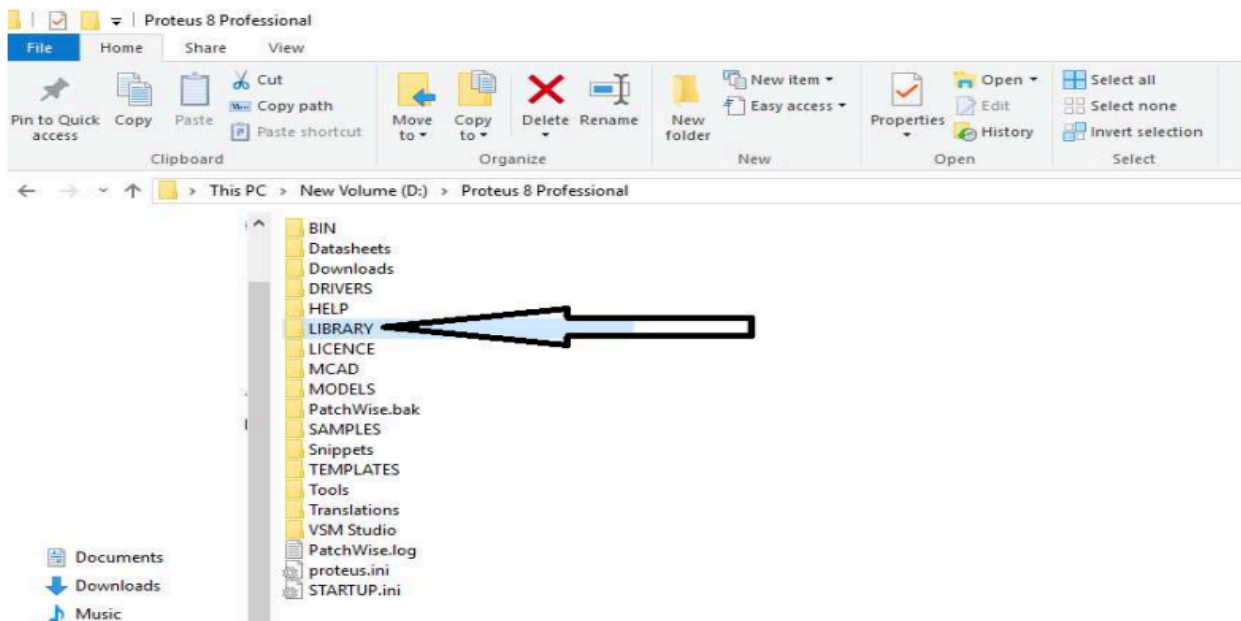 Proteus 8 Professional
File Home Share View
Pin to Quick access Copy Paste Cut Copy path Paste shortcut Move to Copy to Delete Rename New folder New item Easy access Properties Open Edit History Select all Select none Invert selection
Clipboard Organize New Open Select
This PC > New Volume (D:) > Proteus 8 Professional
BIN
Datasheets
Downloads
DRIVERS
HELP
LIBRARY
LICENCE
MCAD
MODELS
PatchWise.bak
SAMPLES
Snippets
TEMPLATES
Tools
Translations
VSM Studio
PatchWise.log
proteus.ini
STARTUP.ini
Documents
Downloads
Music